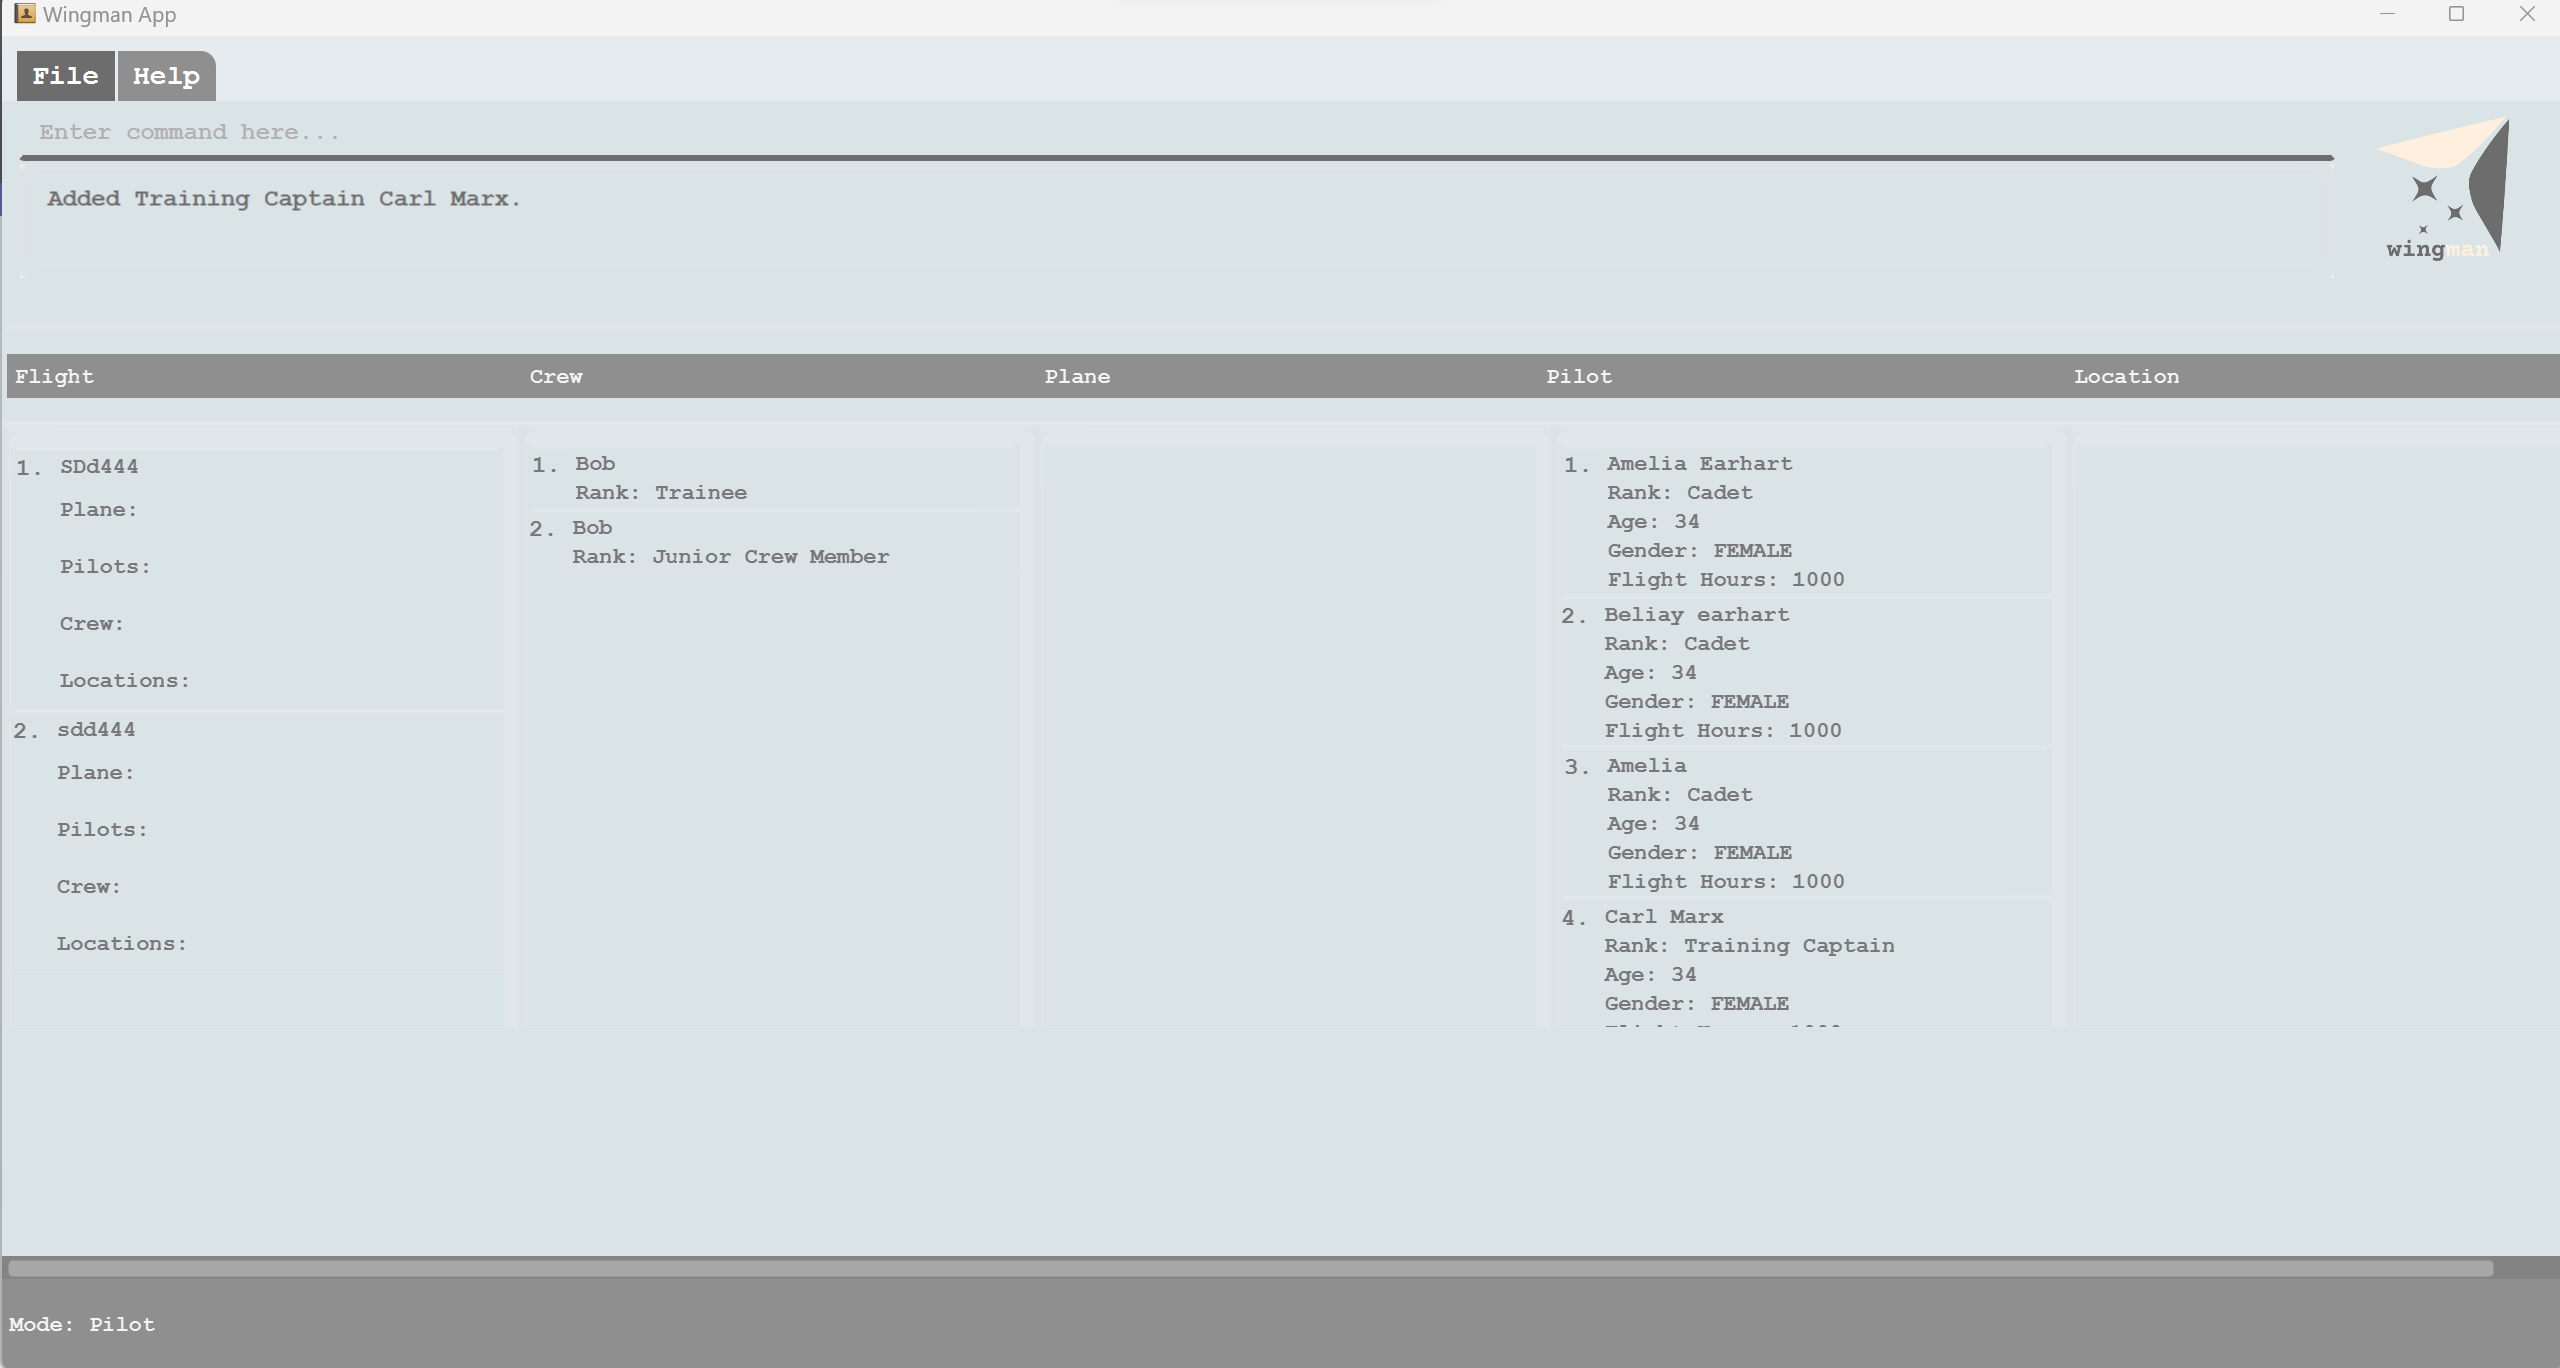 Wingman App
File Help
Enter command here...
Added Training Captain Carl Marx.
wingman
Flight Crew Plane Pilot Location
1. SDd444
Plane:
Pilots:
Crew:
Locations:
2. sdd444
Plane:
Pilots:
Crew:
Locations:
1. Bob
Rank: Trainee
2. Bob
Rank: Junior Crew Member
1. Amelia Earhart
Rank: Cadet
Age: 34
Gender: FEMALE
Flight Hours: 1000
2. Beliay earhart
Rank: Cadet
Age: 34
Gender: FEMALE
Flight Hours: 1000
3. Amelia
Rank: Cadet
Age: 34
Gender: FEMALE
Flight Hours: 1000
4. Carl Marx
Rank: Training Captain
Age: 34
Gender: FEMALE
Mode: Pilot